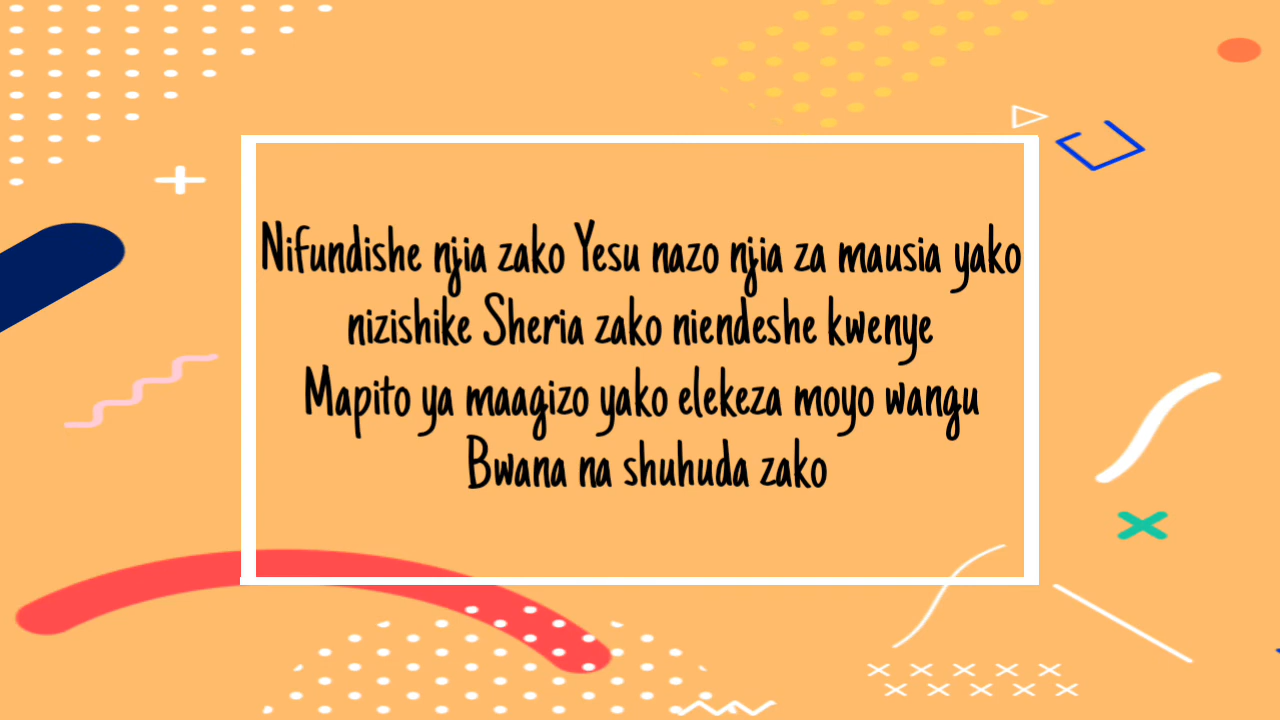 Nifundishe njia zako Yesu nazo njia za mausia yako
nizishike Sheria zako niendeshe kwenye
Mapito ya maagizo yako elekeza moyo wangu
Bwana na shuhuda zako